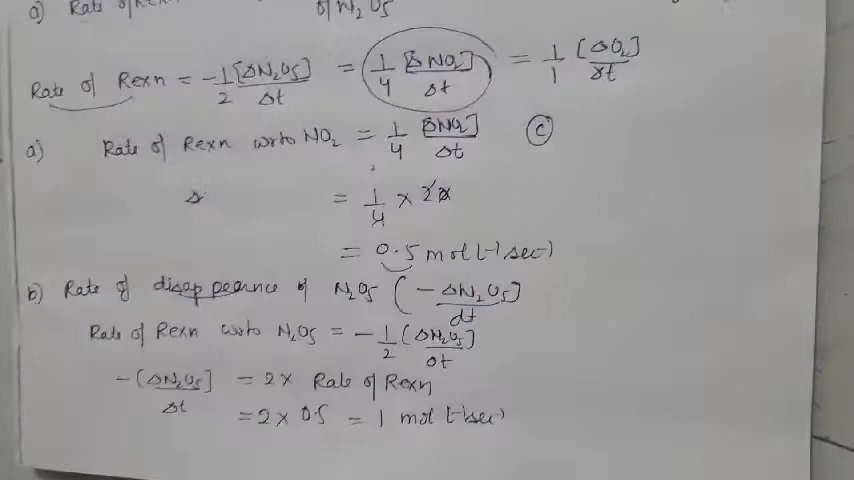 a) Rate of
of N2O5
Rate of Rexn = -1/2 [ΔN2O5]/Δt = 1/4 [ΔNO2]/Δt = 1/1 [ΔO2]/Δt
a) Rate of Rexn wrto NO2 = 1/4 [ΔNO2]/Δt (C)
= 1/4 ×
= 0.5 mol L-1 sec-1
b) Rate of disappearnce of N2O5 (-ΔN2O5]/dt
Rate of Rexn wrto N2O5 = -1/2 (ΔN2O5]/Δt
-(ΔN2O5]/Δt = 2× Rate of Rexn
= 2 × 0.5 = 1 mol L-1 sec-1